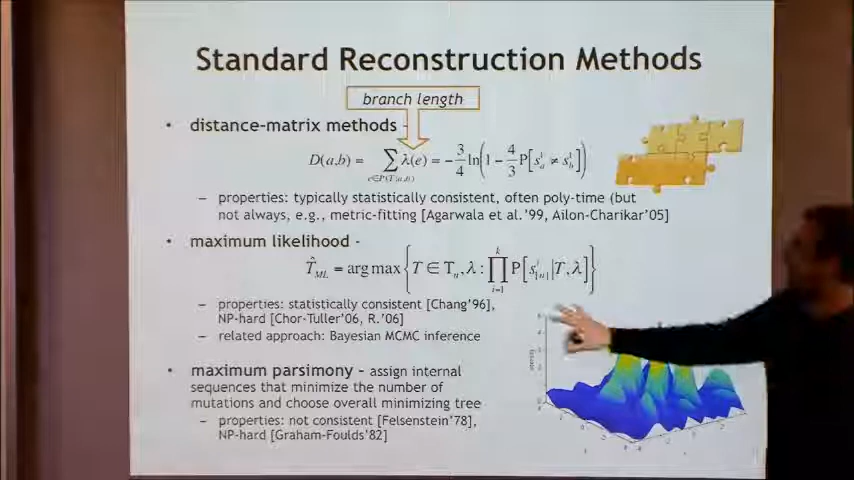 Standard Reconstruction Methods
branch length
• distance-matrix methods -
D(a,b) = ∑ λ(e) = -3/4 ln(1 - 4/3 P[s_a^i ≠ s_b^i])
– properties: typically statistically consistent, often poly-time (but
not always, e.g., metric-fitting [Agarwala et al.'99, Ailon-Charikar'05]
• maximum likelihood -
T̂_ML = arg max {T ∈ T_n, λ : ∏_{i=1}^k P[s_[n]^i | T, λ]}
– properties: statistically consistent [Chang'96],
NP-hard [Chor-Tuller'06, R.'06]
– related approach: Bayesian MCMC inference
• maximum parsimony – assign internal
sequences that minimize the number of
mutations and choose overall minimizing tree
– properties: not consistent [Felsenstein'78],
NP-hard [Graham-Foulds'82]